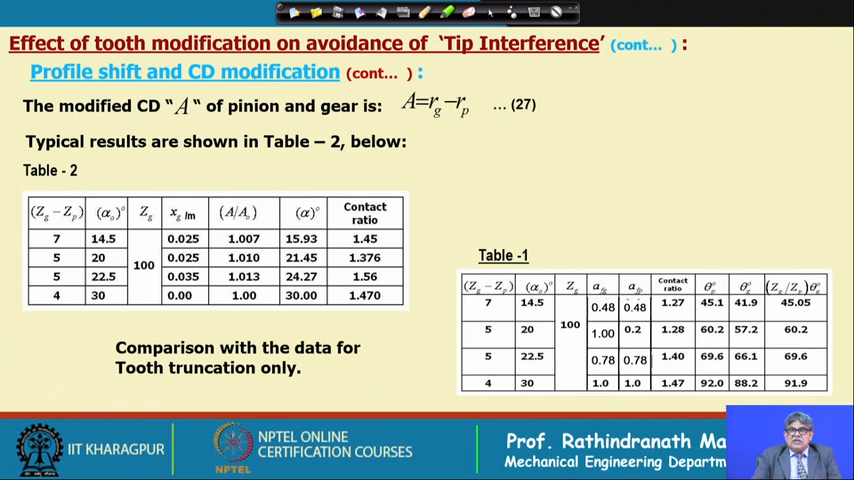 Effect of tooth modification on avoidance of 'Tip Interference' (cont... ) :
Profile shift and CD modification (cont... ) :
The modified CD "A" of pinion and gear is: A=r_g−r_p ... (27)
Typical results are shown in Table – 2, below:
Table - 2
(Z_g − Z_p) (α_o)° Z_g x_g /m (A/A_o) (α)° Contact ratio
7 14.5 100 0.025 1.007 15.93 1.45
5 20 0.025 1.010 21.45 1.376
5 22.5 0.035 1.013 24.27 1.56
4 30 0.00 1.00 30.00 1.470
Table -1
(Z_g − Z_p) (α_o)° Z_g a_fg a_fp Contact ratio θ_p° θ_g° (Z_g/Z_p)θ_g°
7 14.5 100 0.48 0.48 1.27 45.1 41.9 45.05
5 20 1.00 0.2 1.28 60.2 57.2 60.2
5 22.5 0.78 0.78 1.40 69.6 66.1 69.6
4 30 1.0 1.0 1.47 92.0 88.2 91.9
Comparison with the data for
Tooth truncation only.
IIT KHARAGPUR
NPTEL
NPTEL ONLINE
CERTIFICATION COURSES
Prof. Rathindranath Ma
Mechanical Engineering Departm